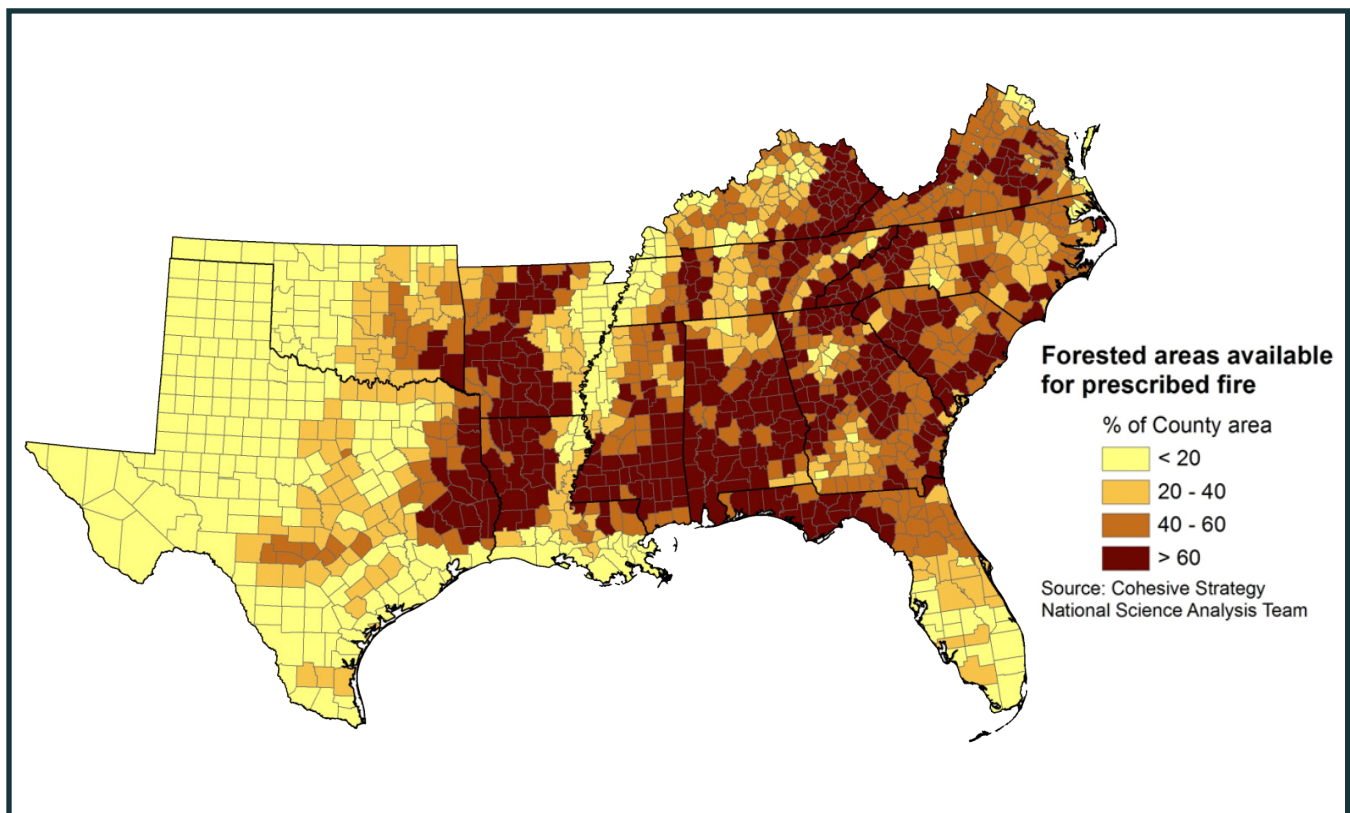 Forested areas available
for prescribed fire
% of County area
< 20
20 - 40
40 - 60
> 60
Source: Cohesive Strategy
National Science Analysis Team